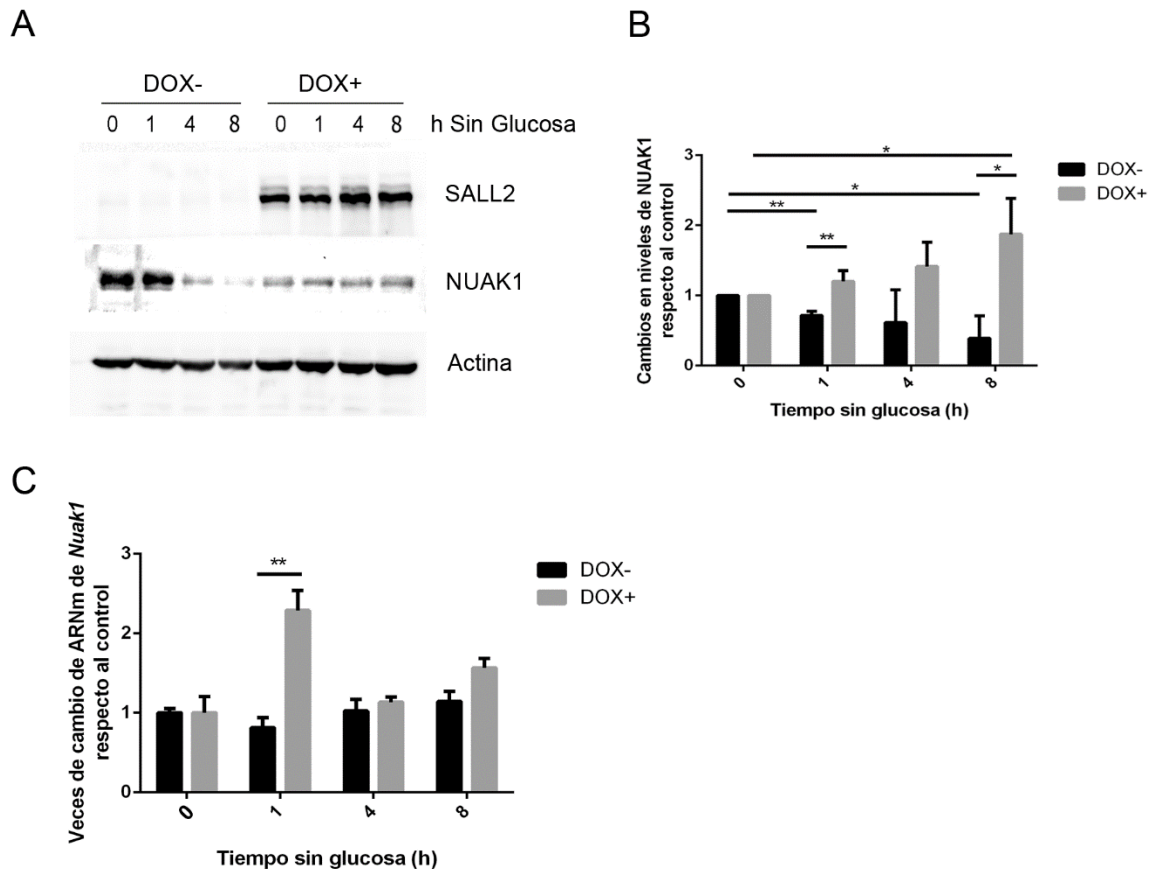 A
DOX- DOX+
0 1 4 8 0 1 4 8 h Sin Glucosa
SALL2
NUAK1
Actina
B
Cambios en niveles de NUAK1
respecto al control
3
2
1
0
*
*
**
**
*
DOX-
DOX+
0 1 4 8
Tiempo sin glucosa (h)
C
Veces de cambio de ARNm de Nuak1
respecto al control
3
2
1
0
**
DOX-
DOX+
0 1 4 8
Tiempo sin glucosa (h)